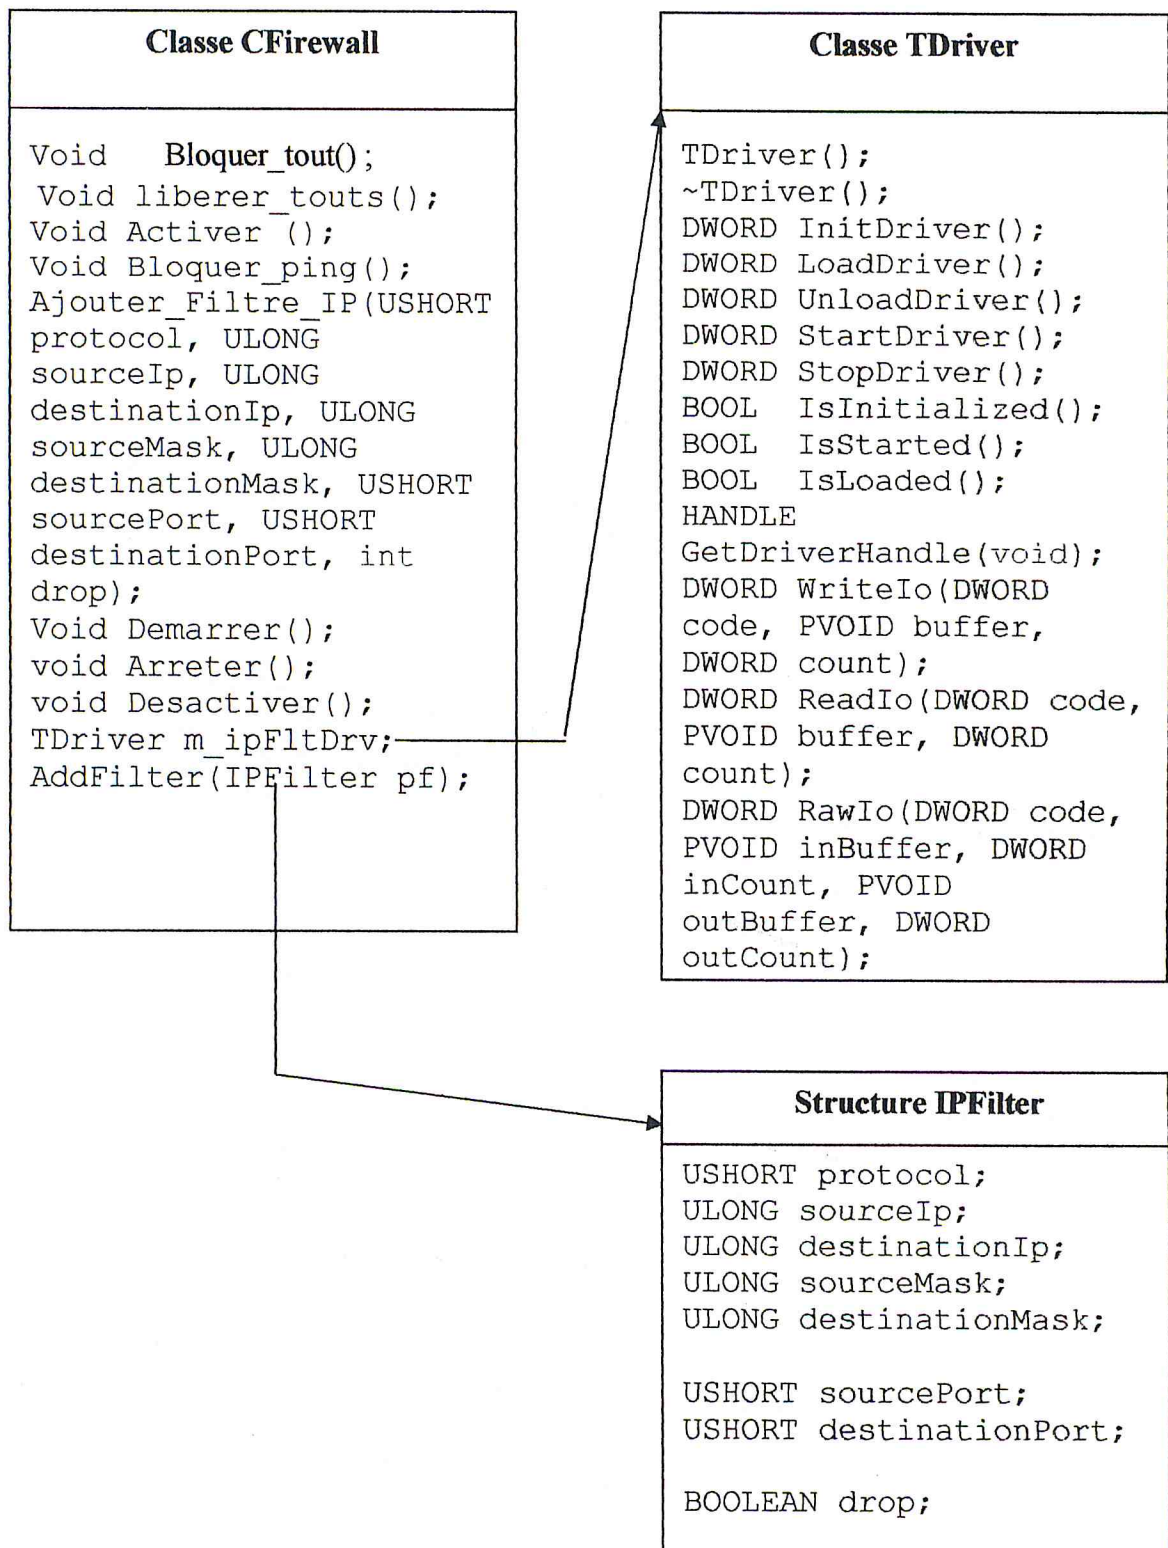 Classe CFirewall
Void Bloquer_tout();
Void liberer_touts();
Void Activer ();
Void Bloquer_ping();
Ajouter_Filtre_IP(USHORT
protocol, ULONG
sourceIp, ULONG
destinationIp, ULONG
sourceMask, ULONG
destinationMask, USHORT
sourcePort, USHORT
destinationPort, int
drop);
Void Demarrer();
void Arreter();
void Desactiver();
TDriver m_ipFltDrv;
AddFilter(IPFilter pf);
Classe TDriver
TDriver();
~TDriver();
DWORD InitDriver();
DWORD LoadDriver();
DWORD UnloadDriver();
DWORD StartDriver();
DWORD StopDriver();
BOOL IsInitialized();
BOOL IsStarted();
BOOL IsLoaded();
HANDLE
GetDriverHandle(void);
DWORD WriteIo(DWORD
code, PVOID buffer,
DWORD count);
DWORD ReadIo(DWORD code,
PVOID buffer, DWORD
count);
DWORD RawIo(DWORD code,
PVOID inBuffer, DWORD
inCount, PVOID
outBuffer, DWORD
outCount);
Structure IPFilter
USHORT protocol;
ULONG sourceIp;
ULONG destinationIp;
ULONG sourceMask;
ULONG destinationMask;
USHORT sourcePort;
USHORT destinationPort;
BOOLEAN drop;